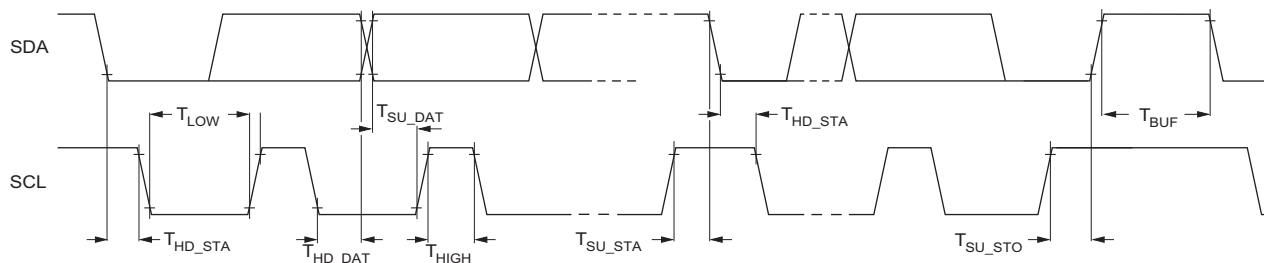 SDA
T_LOW
T_SU_DAT
T_HD_STA
T_BUF
SCL
T_HD_STA
T_HD_DAT
T_HIGH
T_SU_STA
T_SU_STO